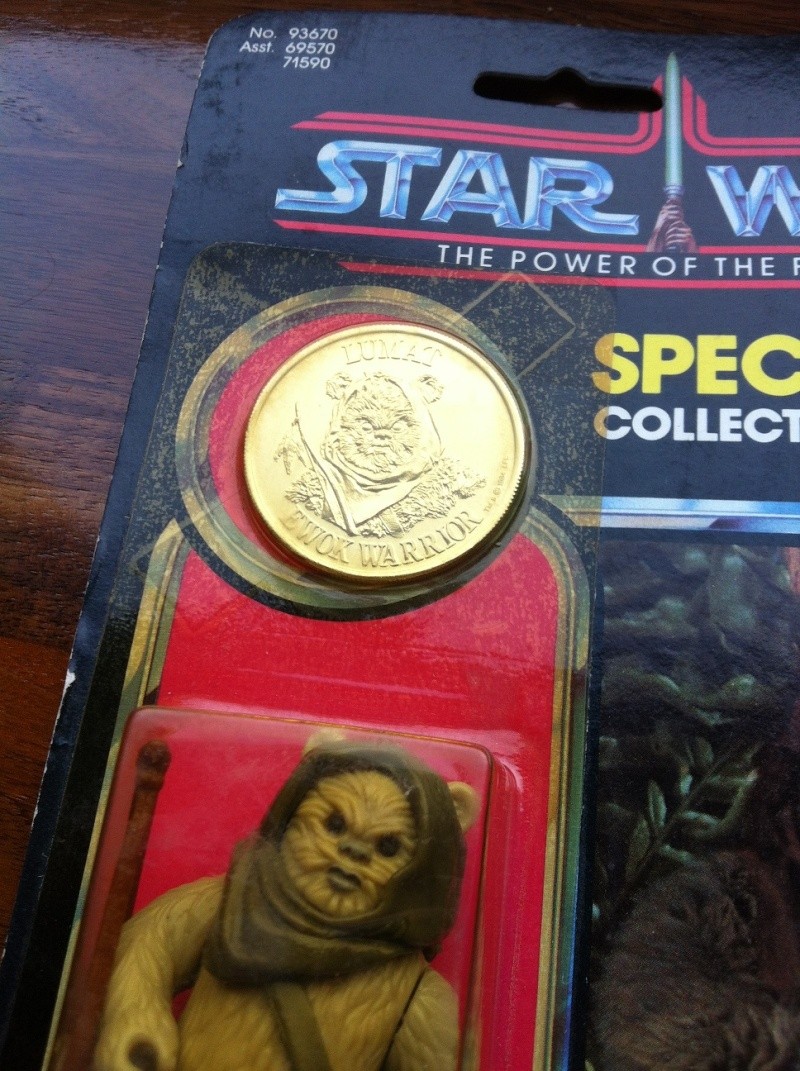 No. 93670
Asst. 69570
71590
STAR W
THE POWER OF THE F
SPEC
COLLECT
LUMAT
EWOK WARRIOR